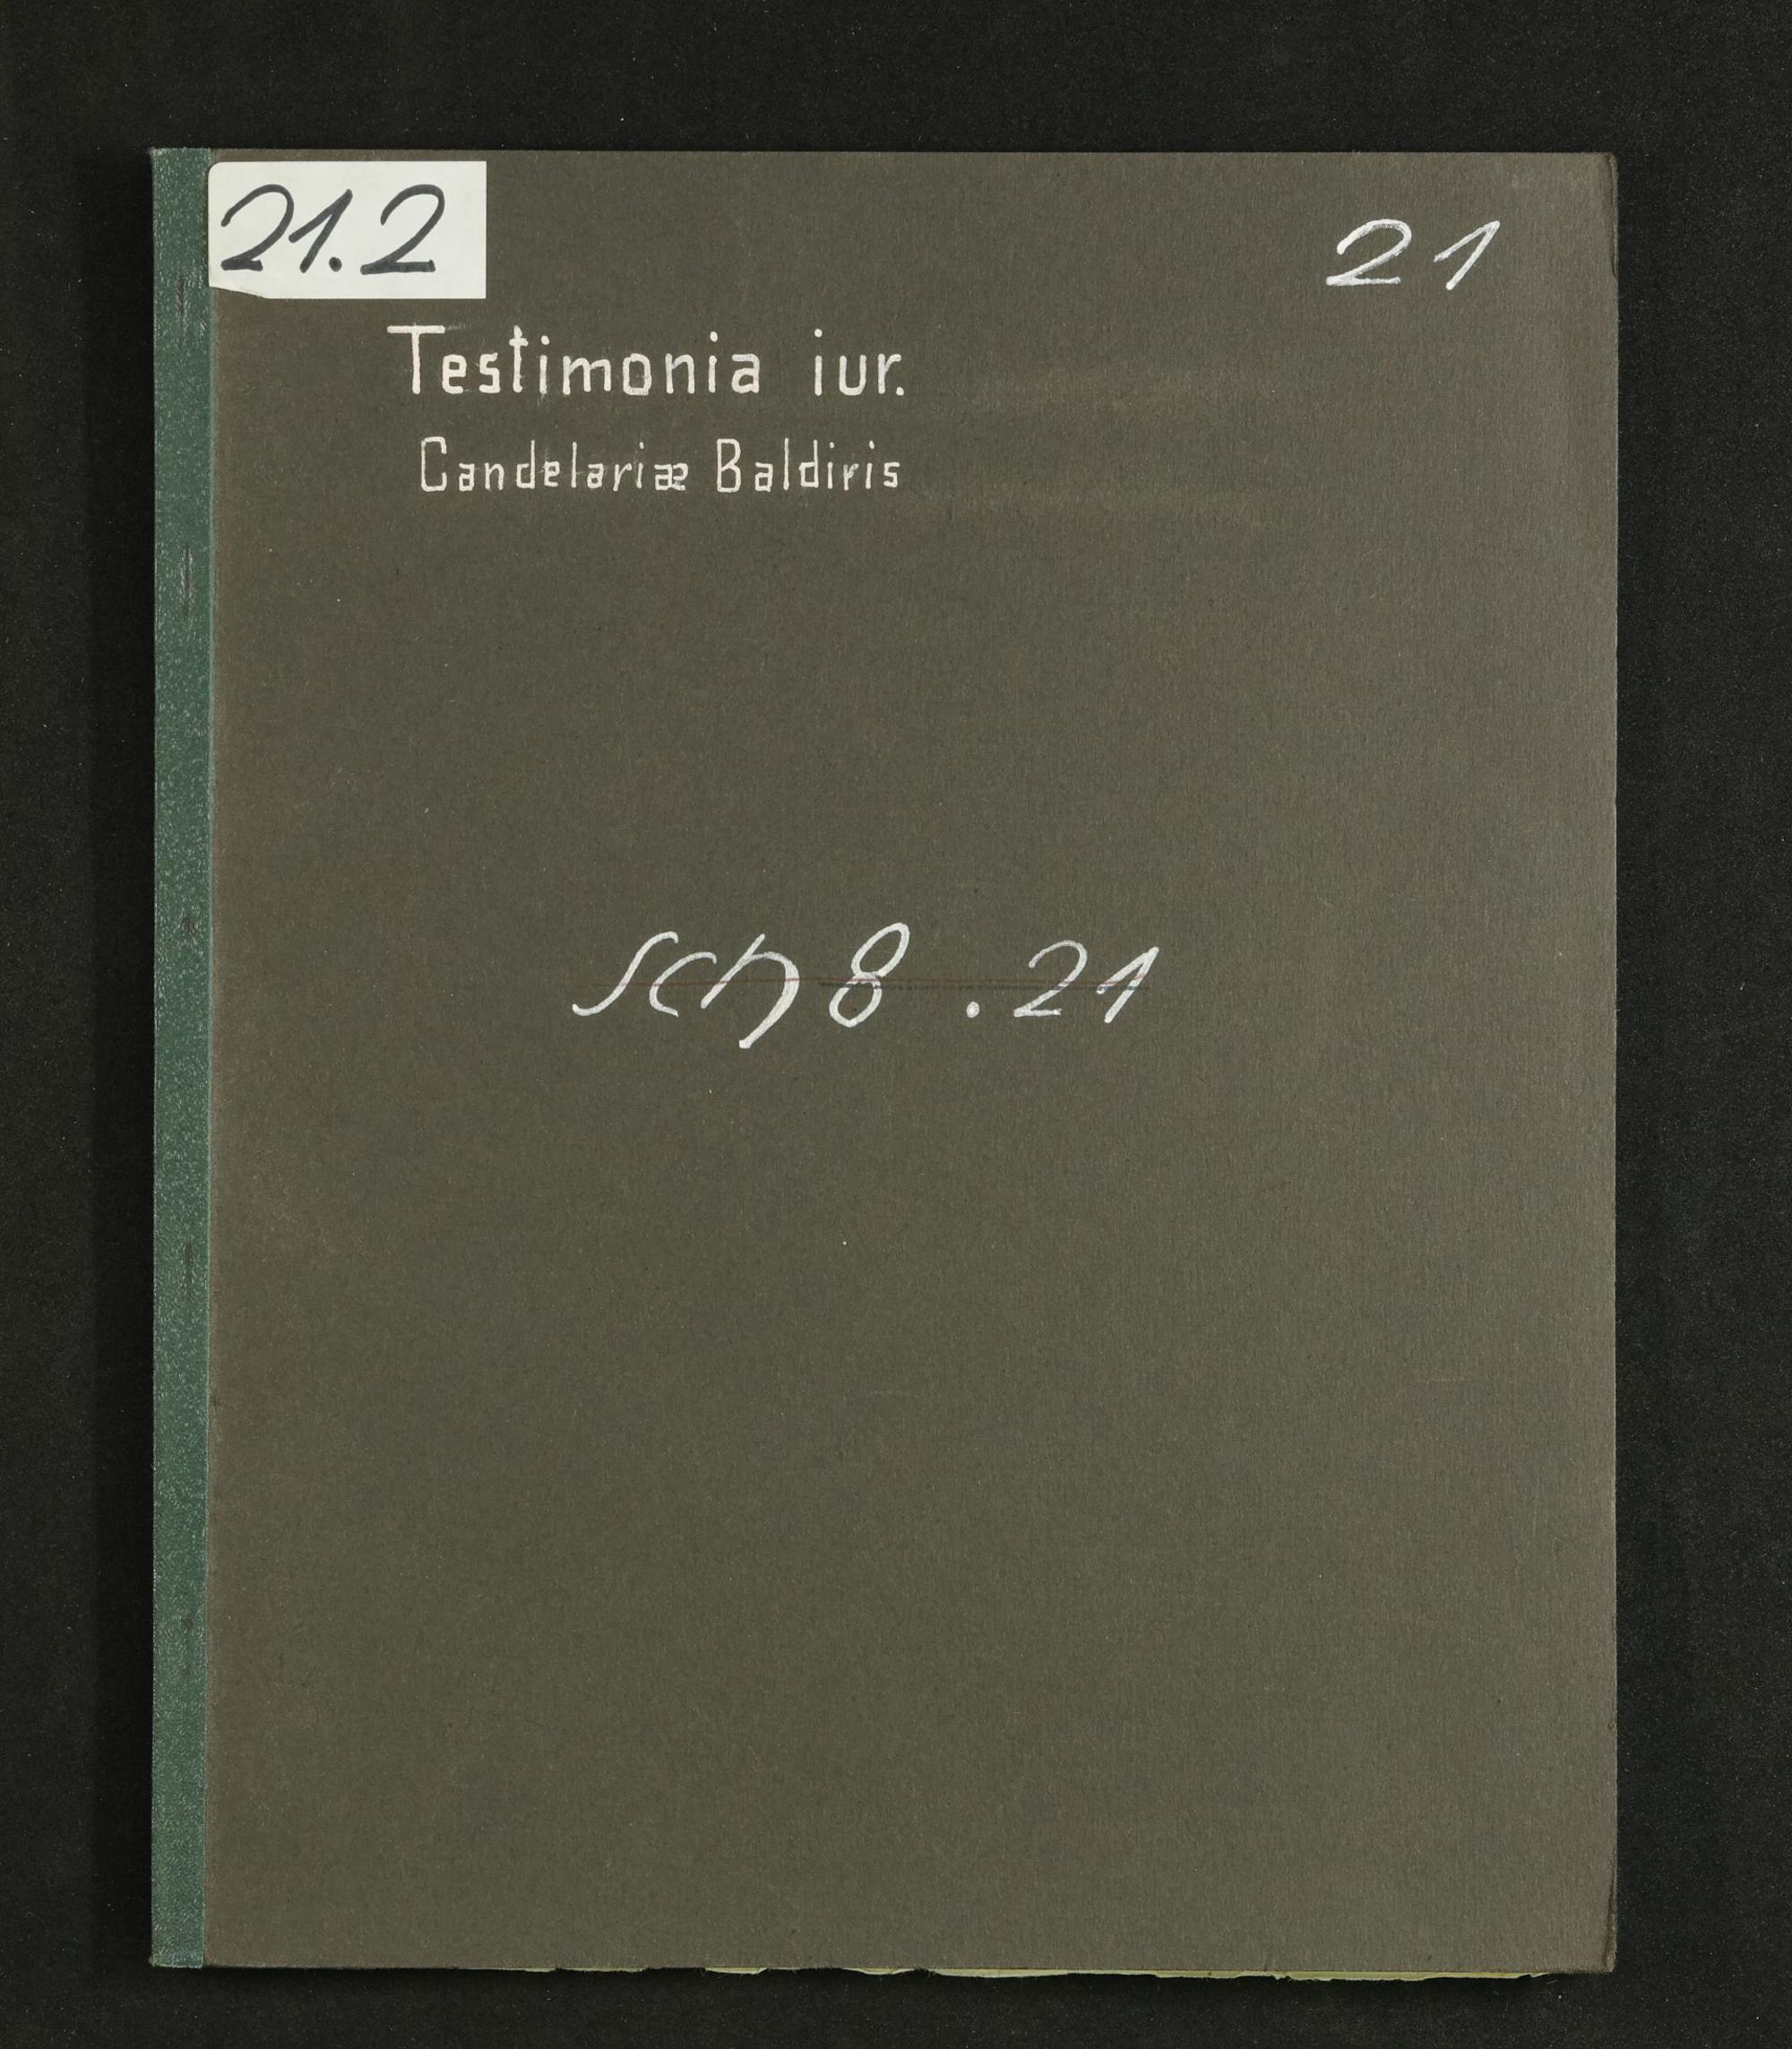 21.2
21
Testimonia iur.
Candelariæ Baldiris
Sch 8 . 21